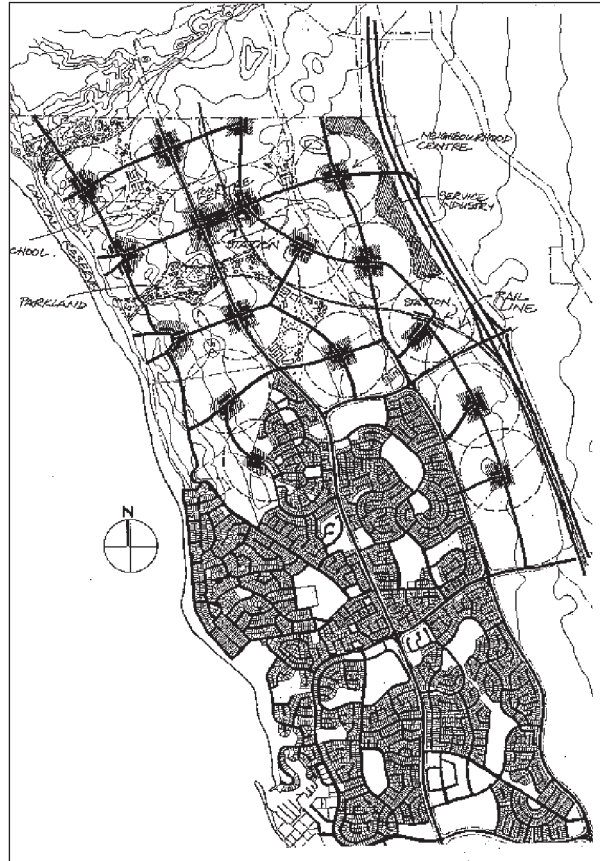 NEIGHBOURHOOD
CENTRE
SERVICE
INDUSTRY
STATION
CHOOL.
PARKLAND
STATION
RAIL
LINE
N